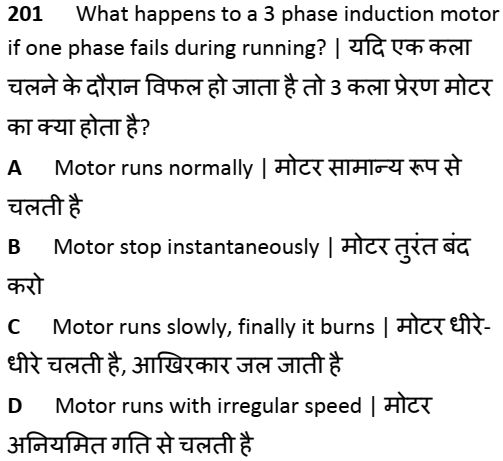 201 What happens to a 3 phase induction motor
if one phase fails during running? | यदि एक कला
चलने के दौरान विफल हो जाता है तो 3 कला प्रेरण मोटर
का क्या होता है?
A Motor runs normally | मोटर सामान्य रूप से
चलती है
B Motor stop instantaneously | मोटर तुरंत बंद
करो
C Motor runs slowly, finally it burns | मोटर धीरे-
धीरे चलती है, आखिरकार जल जाती है
D Motor runs with irregular speed | मोटर
अनियमित गति से चलती है